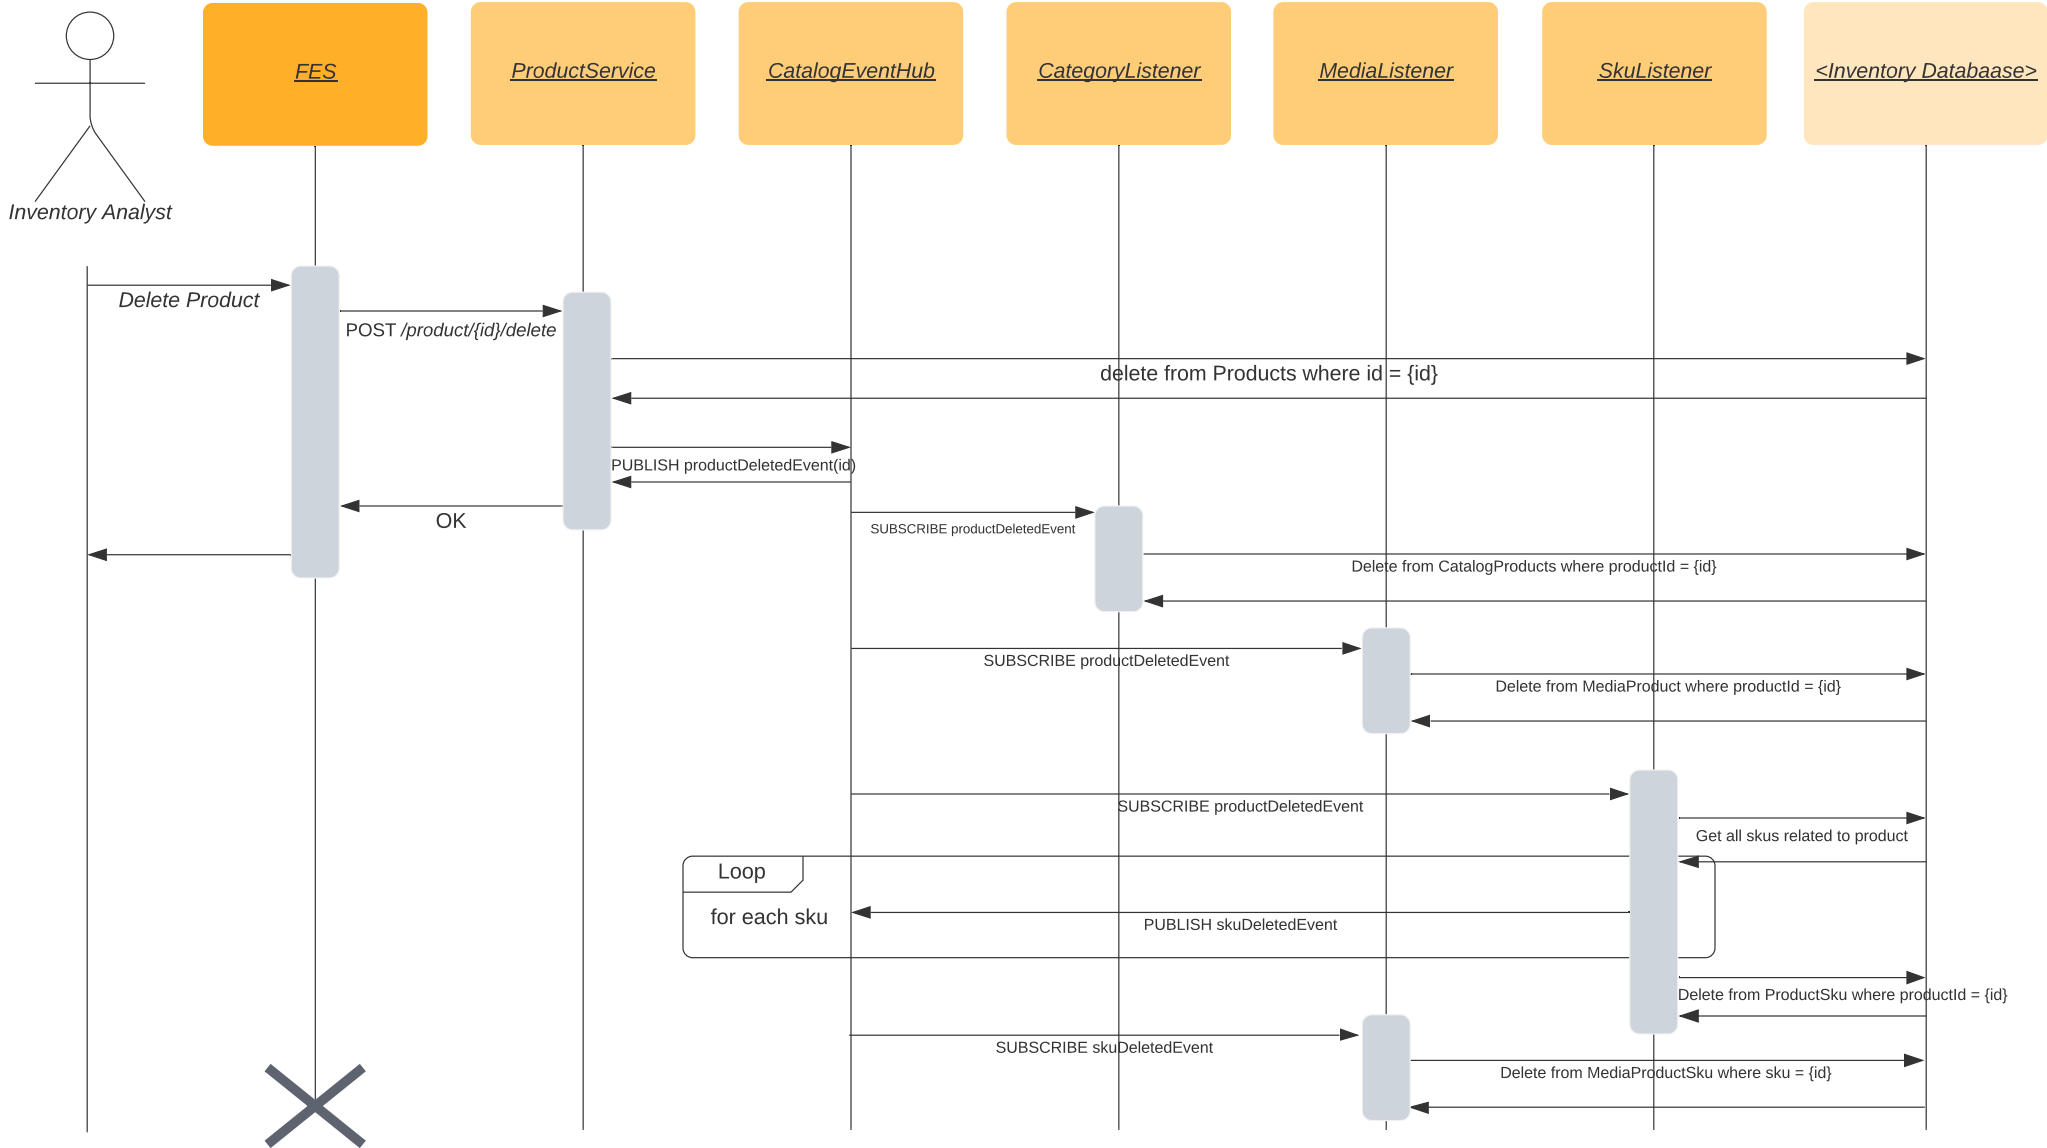 FES
ProductService
CatalogEventHub
CategoryListener
MediaListener
SkuListener
<Inventory Databaase>
Inventory Analyst
Delete Product
POST /product/{id}/delete
delete from Products where id = {id}
PUBLISH productDeletedEvent(id)
OK
SUBSCRIBE productDeletedEvent
Delete from CatalogProducts where productId = {id}
SUBSCRIBE productDeletedEvent
Delete from MediaProduct where productId = {id}
SUBSCRIBE productDeletedEvent
Get all skus related to product
Loop
for each sku
PUBLISH skuDeletedEvent
Delete from ProductSku where productId = {id}
SUBSCRIBE skuDeletedEvent
Delete from MediaProductSku where sku = {id}